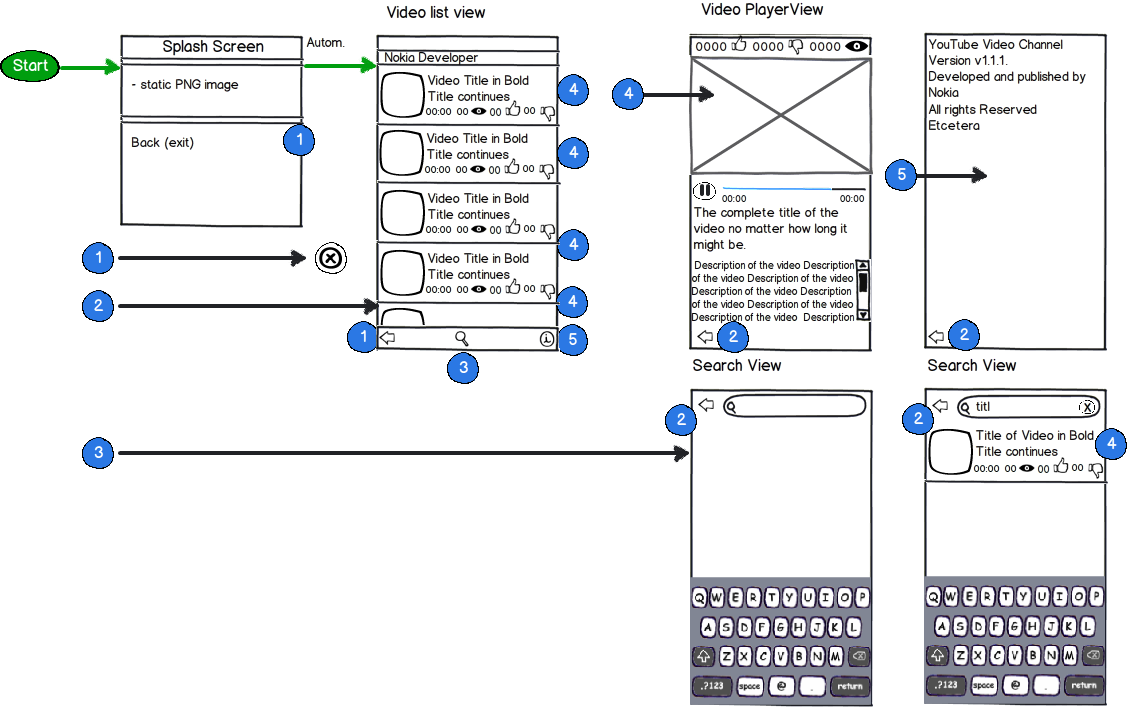 Video list view
Video PlayerView
Start
Splash Screen
- static PNG image
Back (exit)
1
Autom.
1
2
3
Nokia Developer
Video Title in Bold
Title continues
00:00 00 00 00
4
Video Title in Bold
Title continues
00:00 00 00 00
4
Video Title in Bold
Title continues
00:00 00 00 00
4
Video Title in Bold
Title continues
00:00 00 00 00
4
1
3
5
4
0000 0000 0000
00:00 00:00
The complete title of the
video no matter how long it
might be.
Description of the video Description
of the video Description of the video
Description of the video Description
of the video Description of the video
Description of the video Description
2
YouTube Video Channel
Version v1.1.1.
Developed and published by
Nokia
All rights Reserved
Etcetera
5
2
Search View
2
Q W E R T Y U I O P
A S D F G H J K L
Z X C V B N M
.?123 space @ . return
Search View
titl X
2
Title of Video in Bold
Title continues
00:00 00 00 00
4
Q W E R T Y U I O P
A S D F G H J K L
Z X C V B N M
.?123 space @ . return